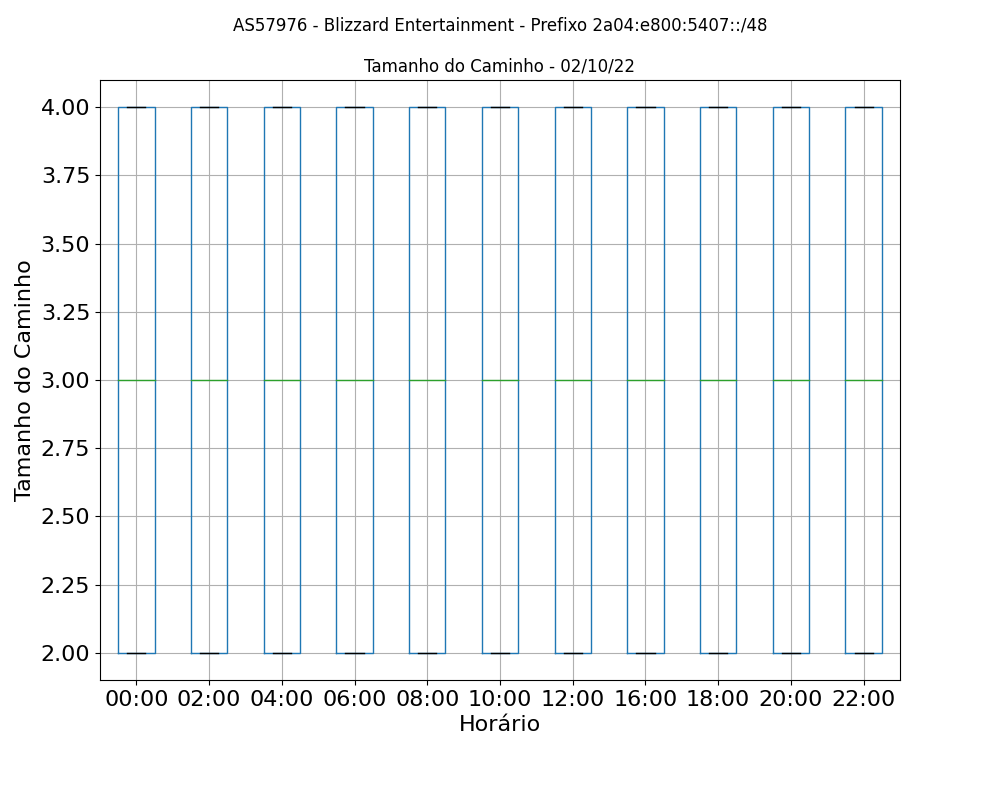 AS57976 - Blizzard Entertainment - Prefixo 2a04:e800:5407::/48
Tamanho do Caminho - 02/10/22
4.00
3.75
3.50
3.25
3.00
2.75
2.50
2.25
2.00
Tamanho do Caminho
00:00 02:00 04:00 06:00 08:00 10:00 12:00 16:00 18:00 20:00 22:00
Horário